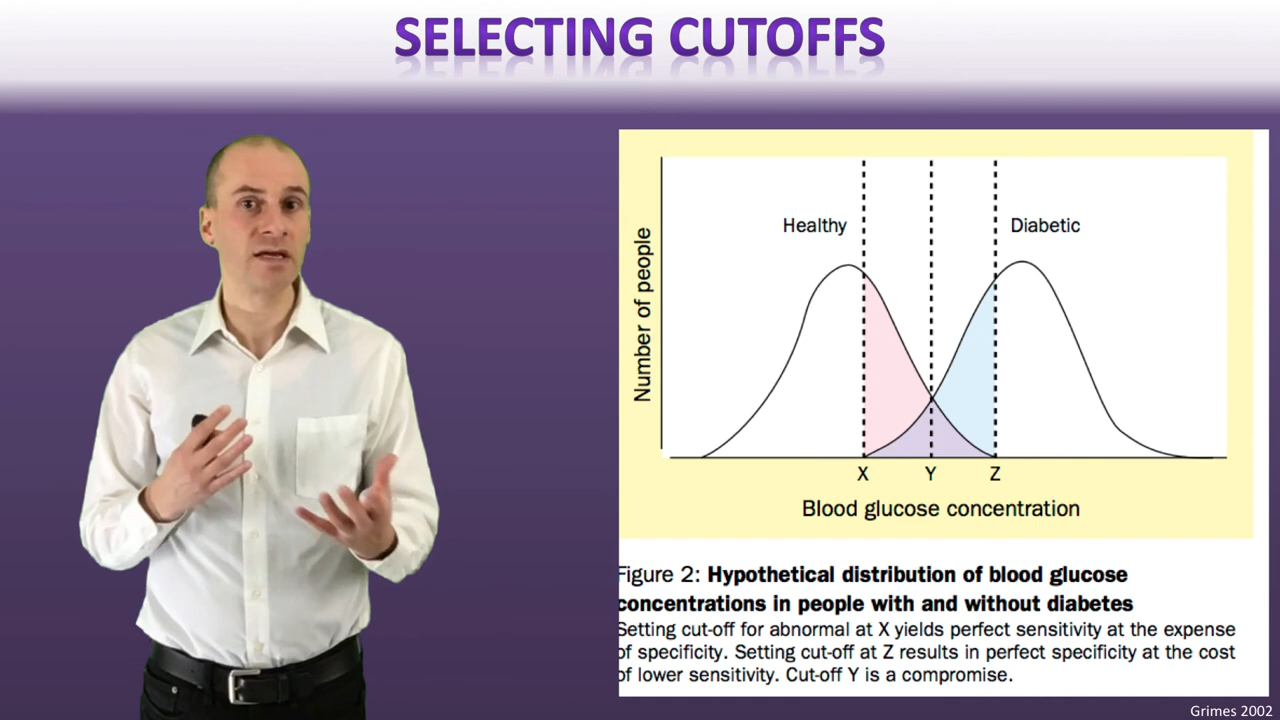 SELECTING CUTOFFS
Healthy
Diabetic
Number of people
X Y Z
Blood glucose concentration
Figure 2: Hypothetical distribution of blood glucose
concentrations in people with and without diabetes
Setting cut-off for abnormal at X yields perfect sensitivity at the expense
of specificity. Setting cut-off at Z results in perfect specificity at the cost
of lower sensitivity. Cut-off Y is a compromise.
Grimes 2002